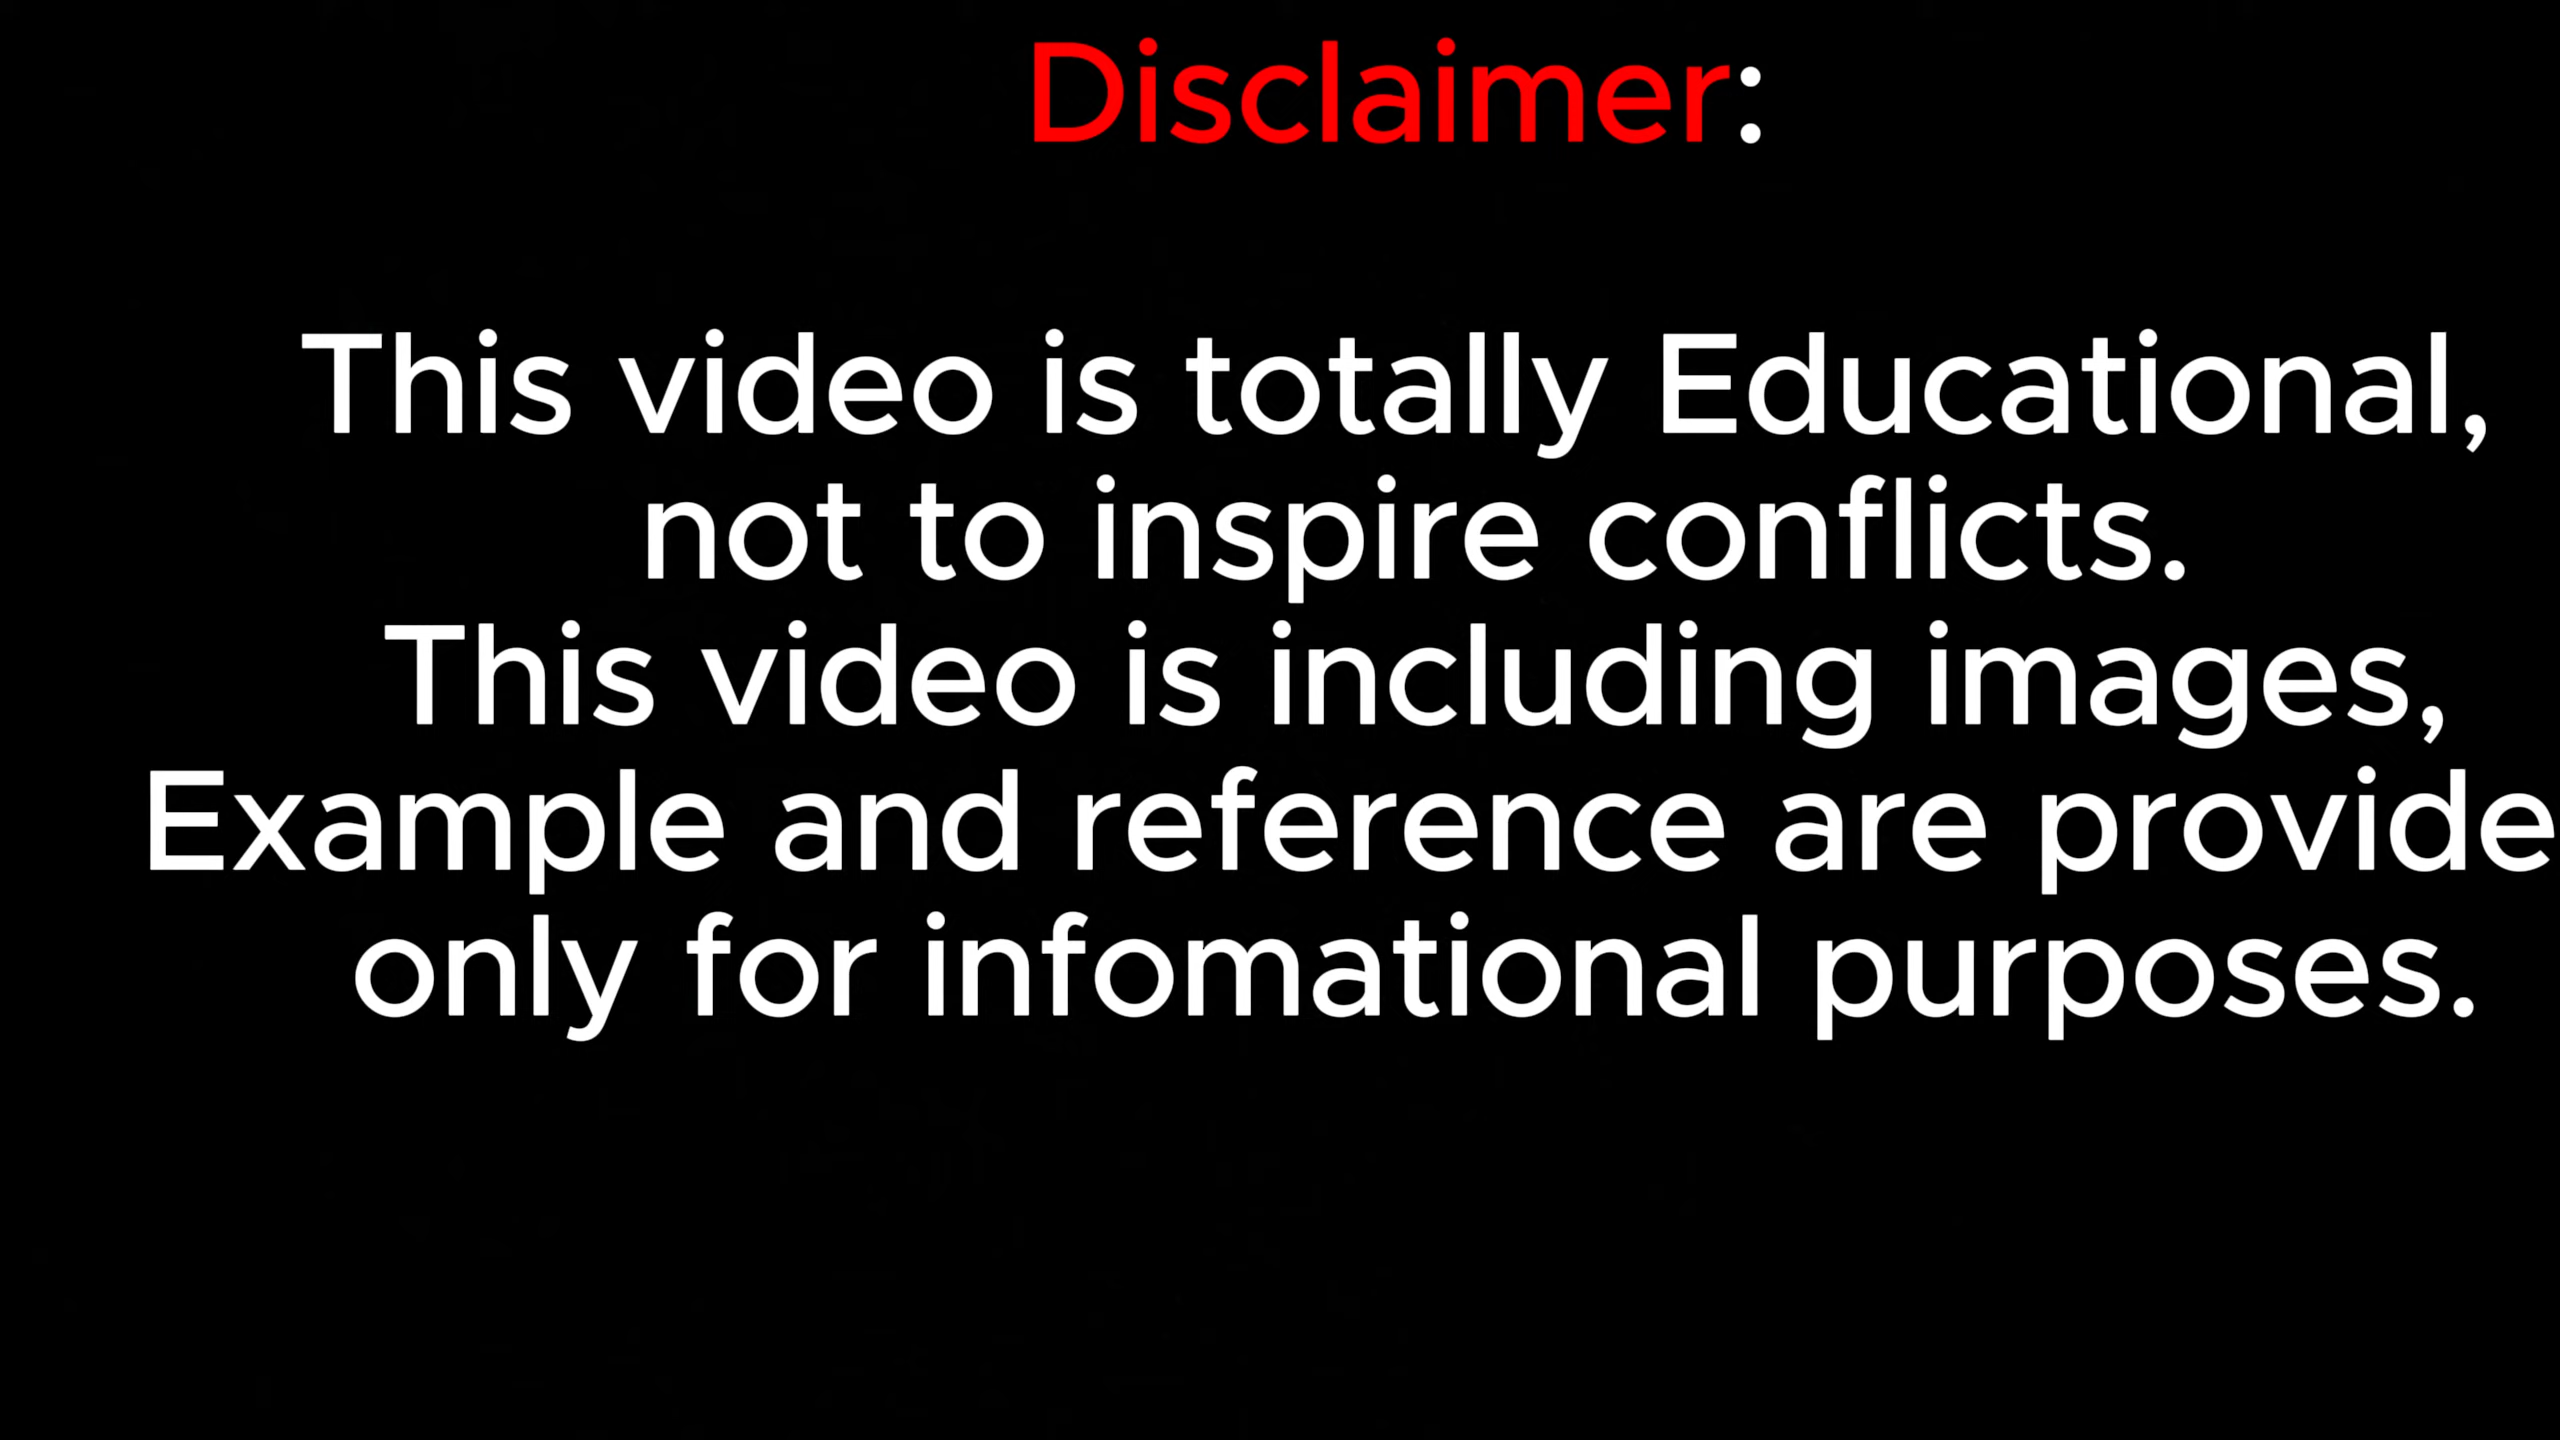 Disclaimer:
This video is totally Educational,
not to inspire conflicts.
This video is including images,
Example and reference are provide
only for infomational purposes.